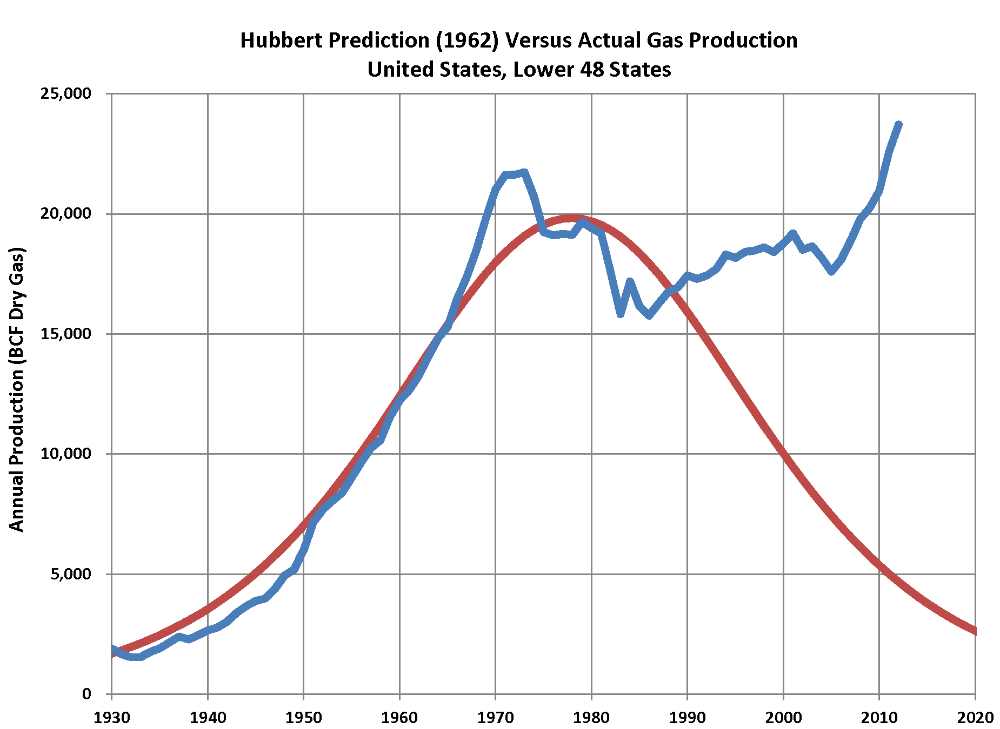 Hubbert Prediction (1962) Versus Actual Gas Production
United States, Lower 48 States
Annual Production (BCF Dry Gas)
25,000
20,000
15,000
10,000
5,000
0
1930 1940 1950 1960 1970 1980 1990 2000 2010 2020